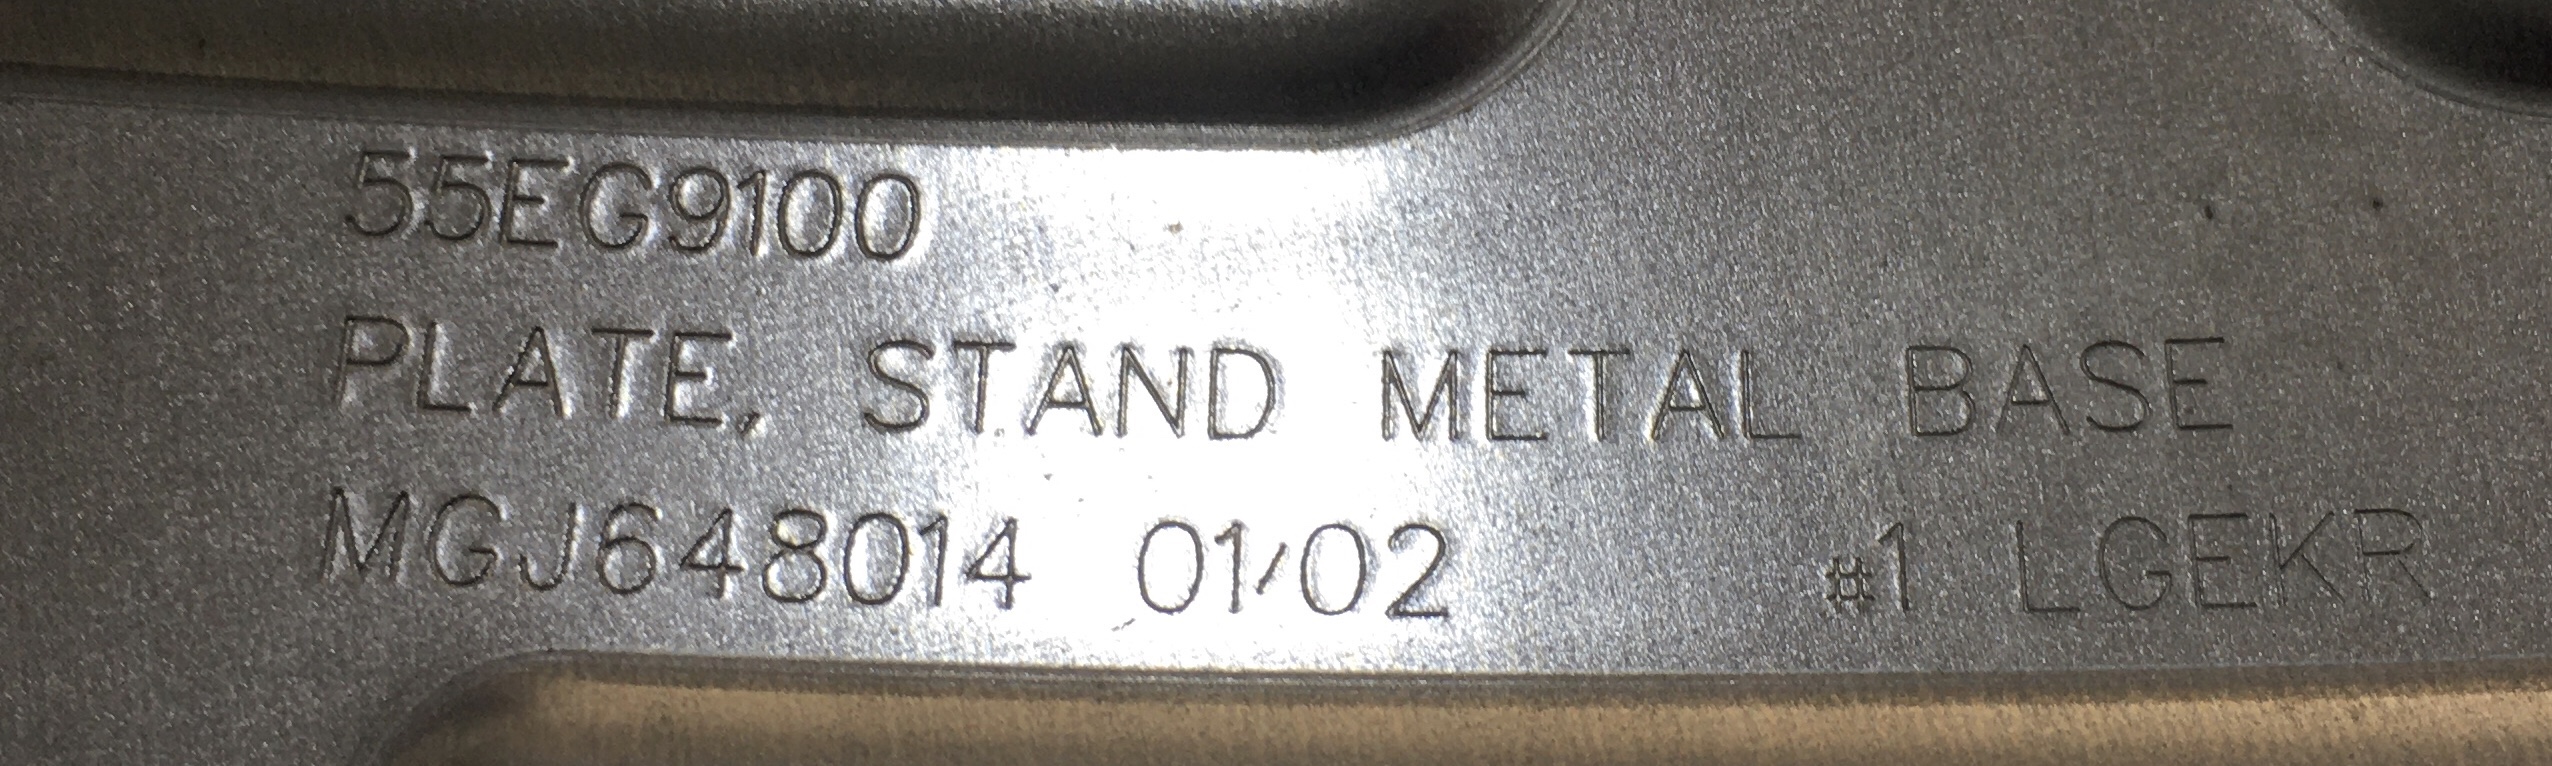 55EG9100
PLATE, STAND METAL BASE
MGJ648014 01/02 #1 LGEKR